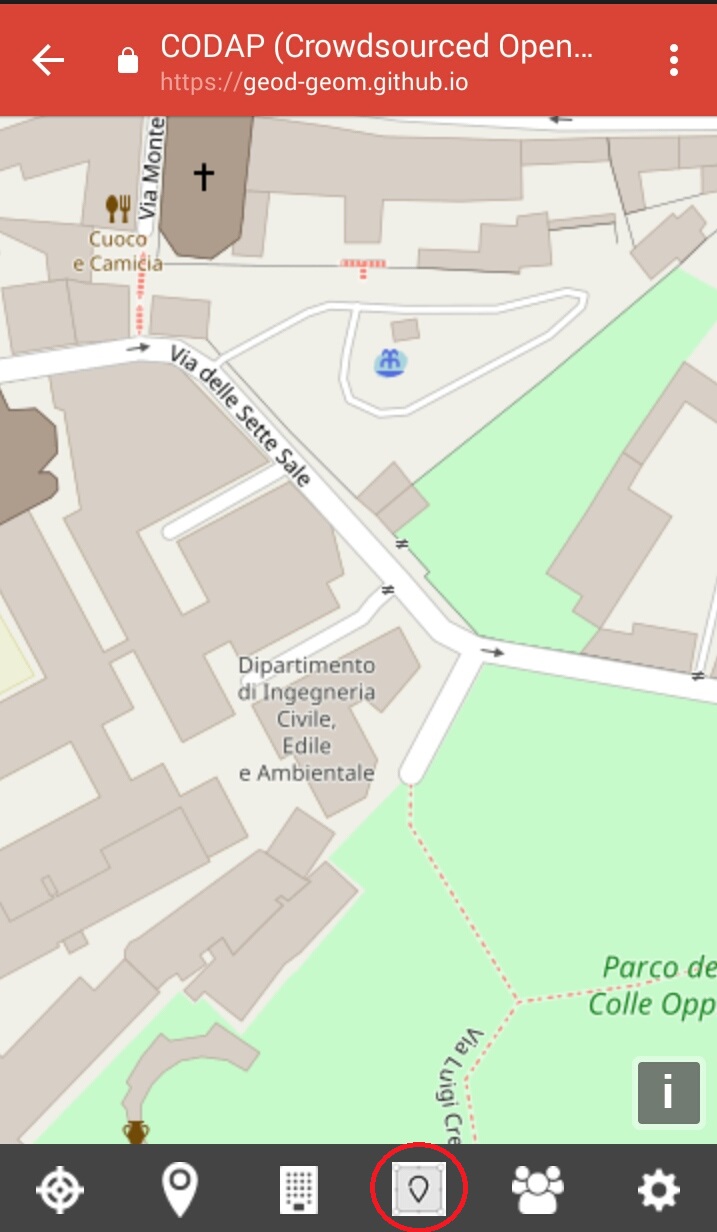 CODAP (Crowdsourced Open...
https://geod-geom.github.io
Via Monte
Cuoco
e Camicia
Via delle Sette Sale
Dipartimento
di Ingegneria
Civile,
Edile
e Ambientale
Parco de
Colle Opp
Via Luigi Cre
i